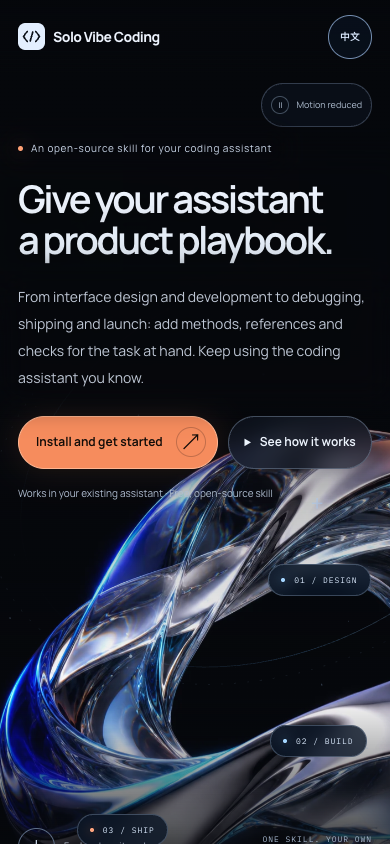 Solo Vibe Coding
中文
Motion reduced
An open-source skill for your coding assistant
Give your assistant
a product playbook.
From interface design and development to debugging,
shipping and launch: add methods, references and
checks for the task at hand. Keep using the coding
assistant you know.
Install and get started
See how it works
Works in your existing assistant · Free, open-source skill
01 / DESIGN
02 / BUILD
03 / SHIP
ONE SKILL. YOUR OWN